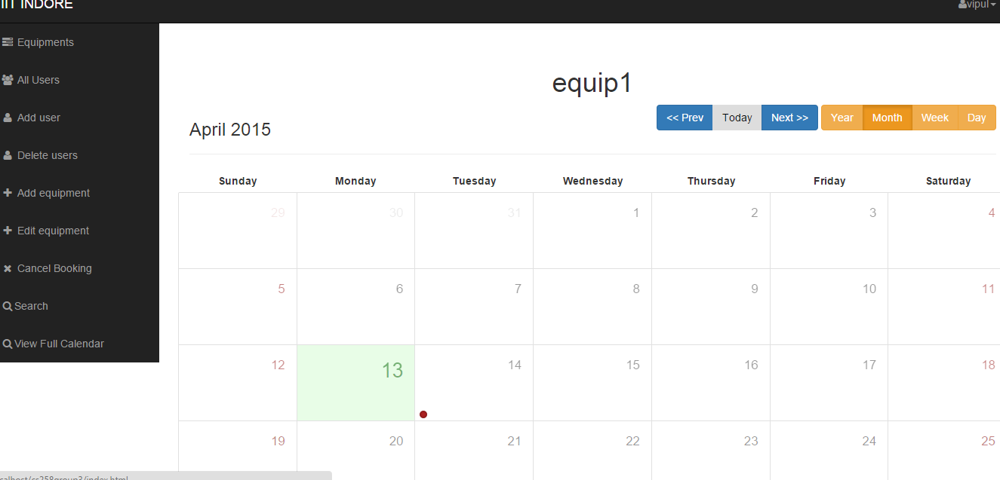 IIT INDORE
vipul
Equipments
All Users
Add user
Delete users
Add equipment
Edit equipment
Cancel Booking
Search
View Full Calendar
equip1
April 2015
<< Prev Today Next >> Year Month Week Day
Sunday Monday Tuesday Wednesday Thursday Friday Saturday
29 30 31 1 2 3 4
5 6 7 8 9 10 11
12 13 14 15 16 17 18
19 20 21 22 23 24 25
calhost/cs258group3/index.html